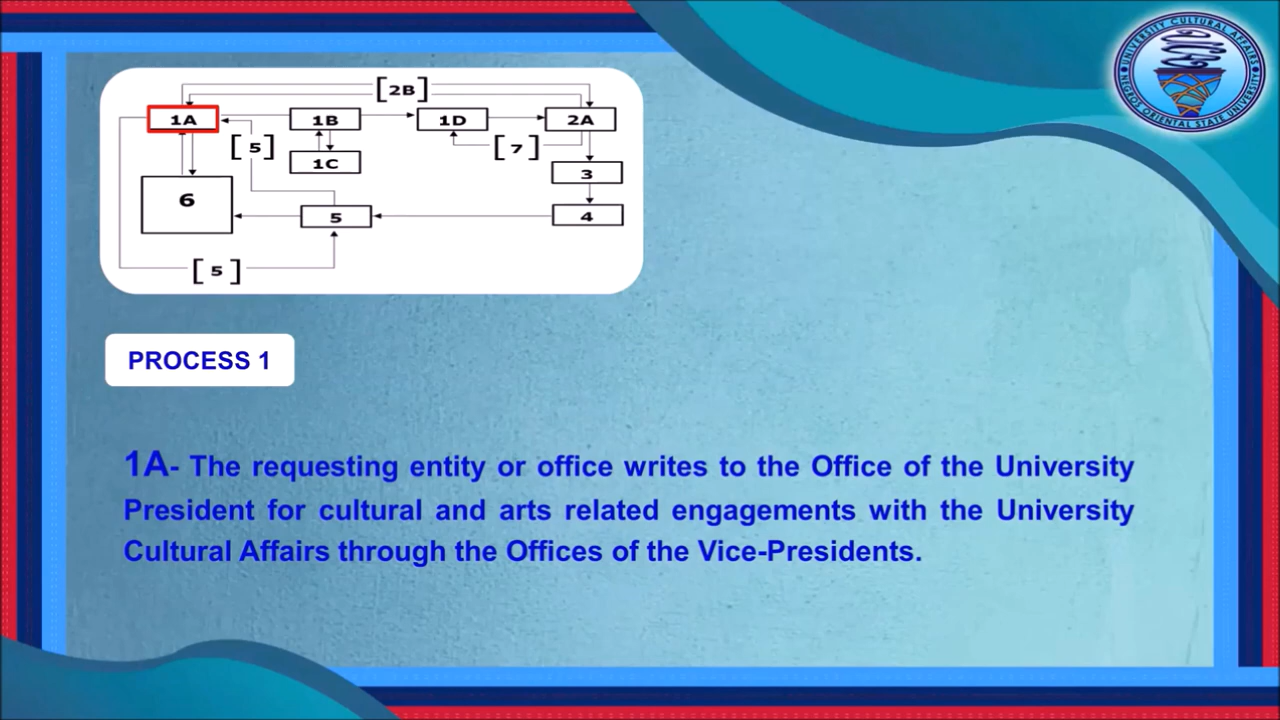 [2B]
1A 1B 1D 2A
[5] 1C [7] 3
6 5 4
[5]
UNIVERSITY CULTURAL AFFAIRS
NEGROS ORIENTAL STATE UNIVERSITY
PROCESS 1
1A- The requesting entity or office writes to the Office of the University
President for cultural and arts related engagements with the University
Cultural Affairs through the Offices of the Vice-Presidents.